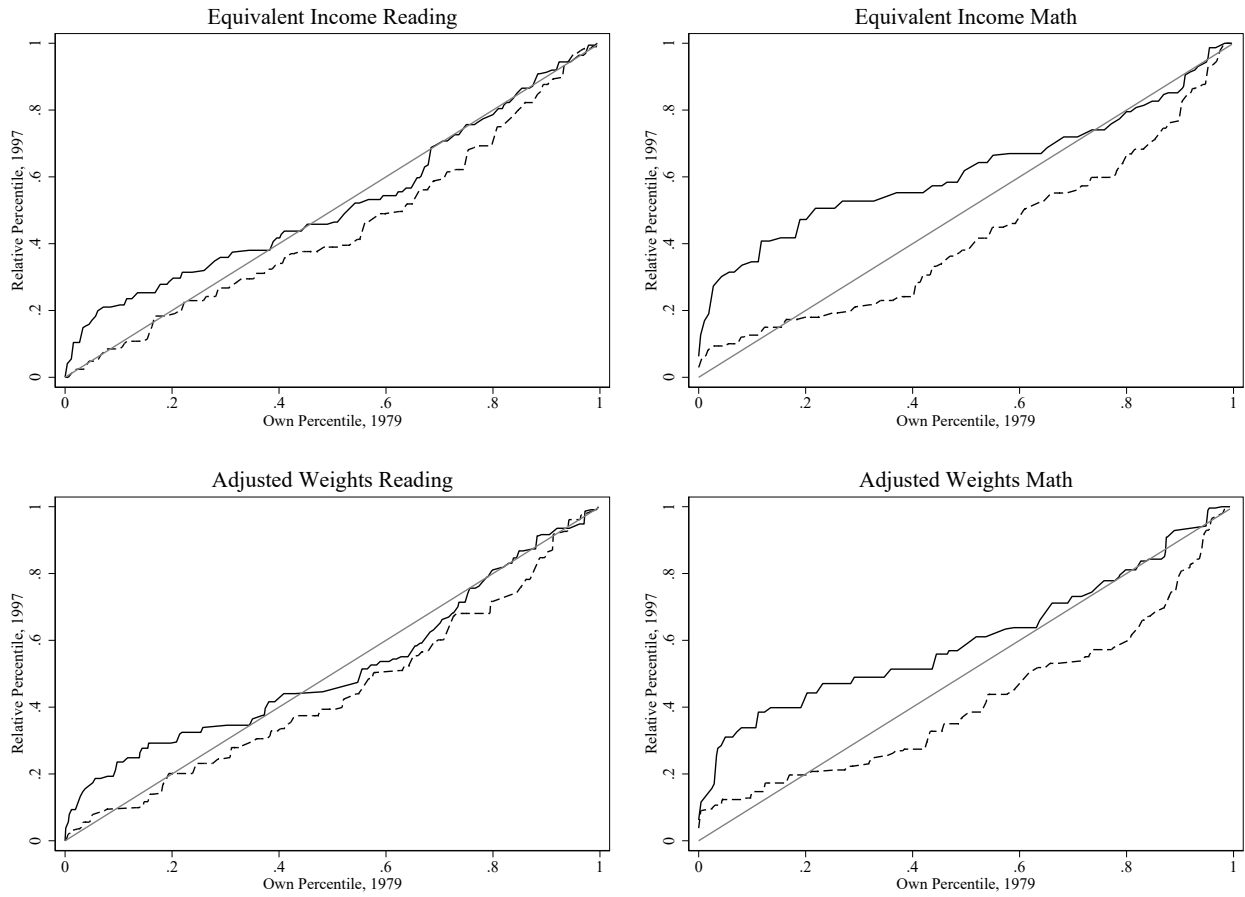 Equivalent Income Reading
Relative Percentile, 1997
0 .2 .4 .6 .8 1
0 .2 .4 .6 .8 1
Own Percentile, 1979
Equivalent Income Math
Relative Percentile, 1997
0 .2 .4 .6 .8 1
0 .2 .4 .6 .8 1
Own Percentile, 1979
Adjusted Weights Reading
Relative Percentile, 1997
0 .2 .4 .6 .8 1
0 .2 .4 .6 .8 1
Own Percentile, 1979
Adjusted Weights Math
Relative Percentile, 1997
0 .2 .4 .6 .8 1
0 .2 .4 .6 .8 1
Own Percentile, 1979